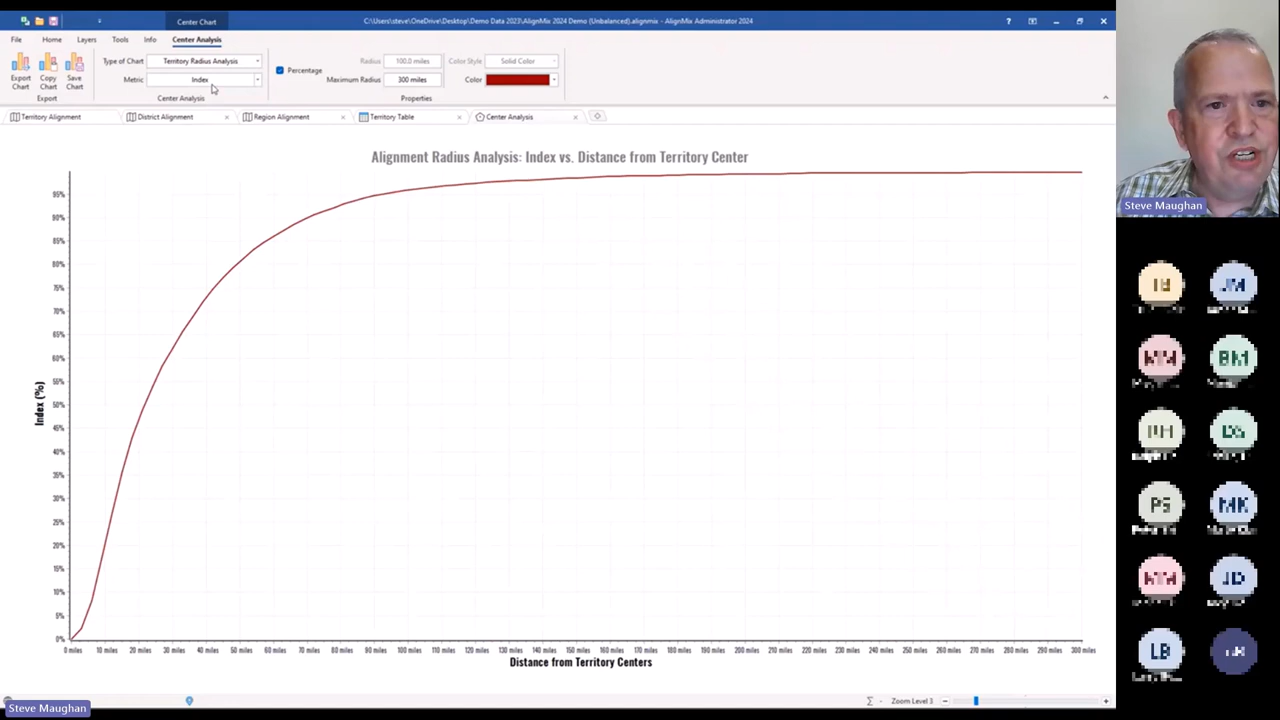 Center Chart
C:\Users\steve\OneDrive\Desktop\Demo Data 2023\AlignMix 2024 Demo (Unbalanced).alignmix - AlignMix Administrator 2024
File Home Layers Tools Info Center Analysis
Export Chart
Copy Chart
Save Chart
Export
Type of Chart Territory Radius Analysis
Metric Index
Center Analysis
Percentage
Radius 100.0 miles
Maximum Radius 300 miles
Color Style Solid Color
Color
Properties
Territory Alignment District Alignment Region Alignment Territory Table Center Analysis
Alignment Radius Analysis: Index vs. Distance from Territory Center
Index (%)
95%
90%
85%
80%
75%
70%
65%
60%
55%
50%
45%
40%
35%
30%
25%
20%
15%
10%
5%
0%
0 miles 10 miles 20 miles 30 miles 40 miles 50 miles 60 miles 70 miles 80 miles 90 miles 100 miles 110 miles 120 miles 130 miles 140 miles 150 miles 160 miles 170 miles 180 miles 190 miles 200 miles 210 miles 220 miles 230 miles 240 miles 250 miles 260 miles 270 miles 280 miles 290 miles 300 miles
Distance from Territory Centers
Zoom Level 3
Steve Maughan
Steve Maughan
JM
BM
DS
PS
MK
JD
LB